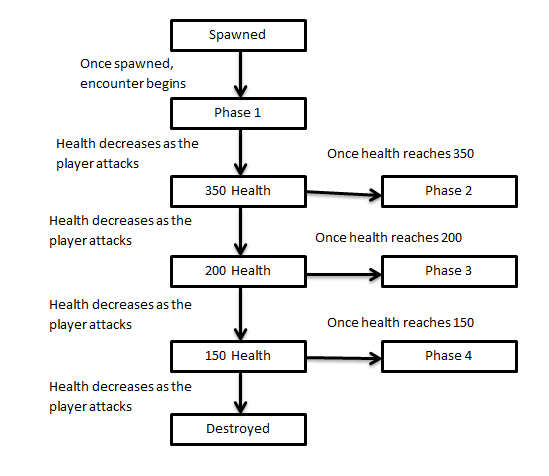 Spawned
Once spawned,
encounter begins
Phase 1
Health decreases as the
player attacks
Once health reaches 350
350 Health
Phase 2
Health decreases as the
player attacks
Once health reaches 200
200 Health
Phase 3
Health decreases as the
player attacks
Once health reaches 150
150 Health
Phase 4
Health decreases as the
player attacks
Destroyed